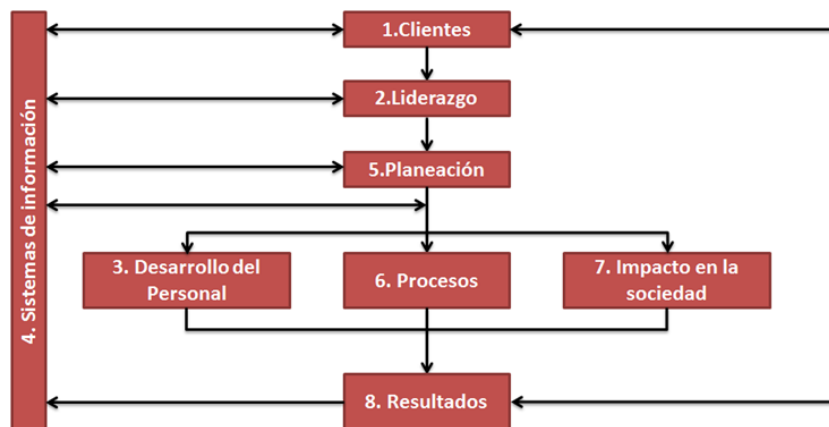 1.Clientes
2.Liderazgo
5.Planeación
4. Sistemas de información
3. Desarrollo del
Personal
6. Procesos
7. Impacto en la
sociedad
8. Resultados